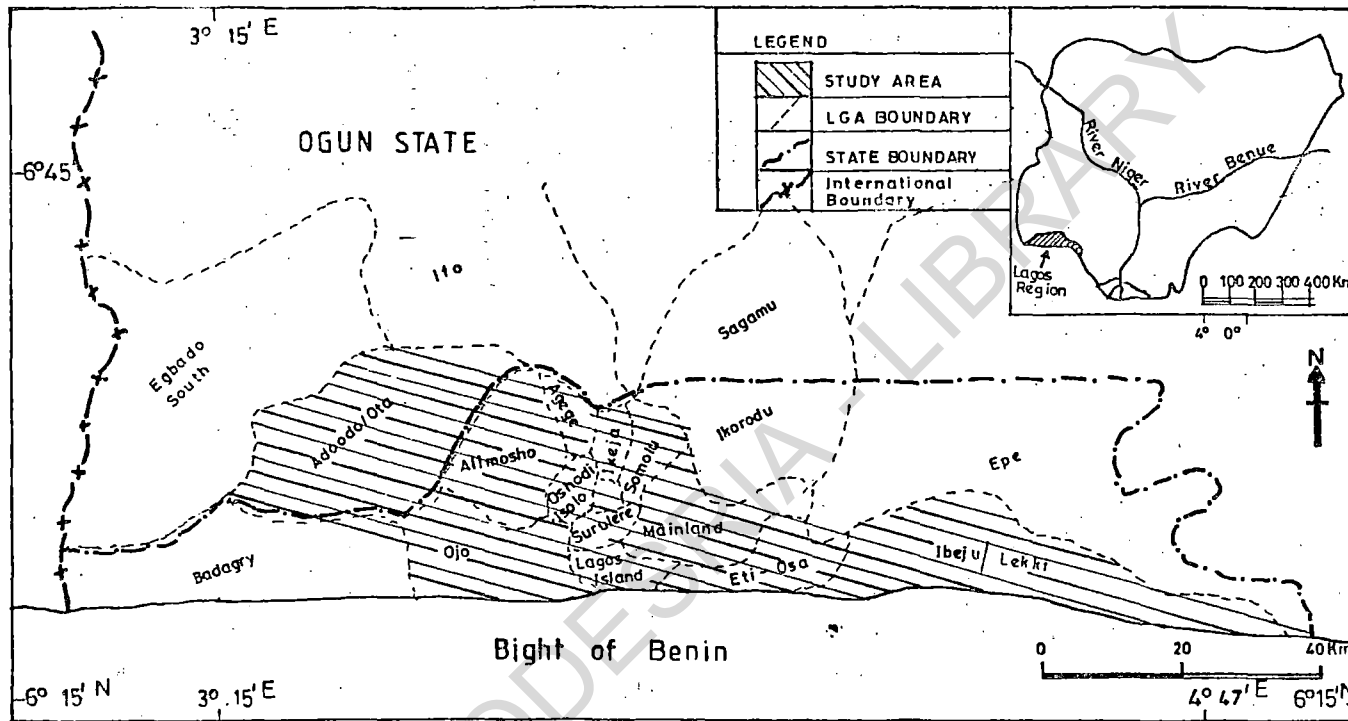 3° 15' E
LEGEND
STUDY AREA
LGA BOUNDARY
STATE BOUNDARY
International
Boundary
River Niger
River Benue
Lagos
Region
0 100 200 300 400 Km
4° 0°
OGUN STATE
6° 45'
Ifo
Sagamu
Egbado
South
N
Adoodo/Ota
Agege
Alimosho
Ikeja
Ikorodu
Oshodi
Isolo
Somolu
Epe
Surulere
Mainland
Badagry
Ojo
Lagos
Island
Eti Osa
Ibeju Lekki
Bight of Benin
0 20 40 Km
6° 15' N
3° 15' E
4° 47' E
6° 15' N
CODESRIA - LIBRARY